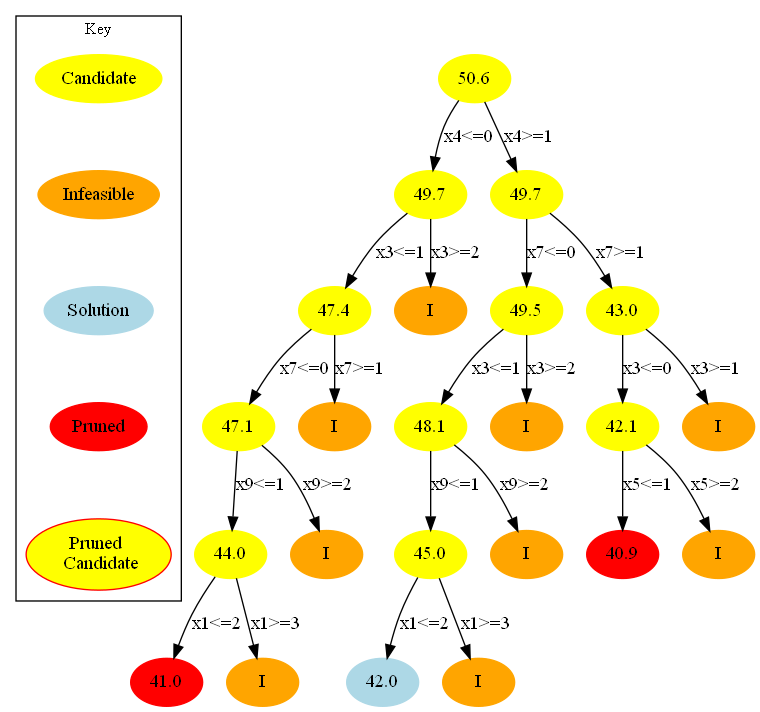 Key
Candidate
50.6
x4<=0
x4>=1
Infeasible
49.7
49.7
x3<=1
x3>=2
x7<=0
x7>=1
Solution
47.4
I
49.5
43.0
x7<=0
x7>=1
x3<=1
x3>=2
x3<=0
x3>=1
Pruned
47.1
I
48.1
I
42.1
I
x9<=1
x9>=2
x9<=1
x9>=2
x5<=1
x5>=2
Pruned
Candidate
44.0
I
45.0
I
40.9
I
x1<=2
x1>=3
x1<=2
x1>=3
41.0
I
42.0
I